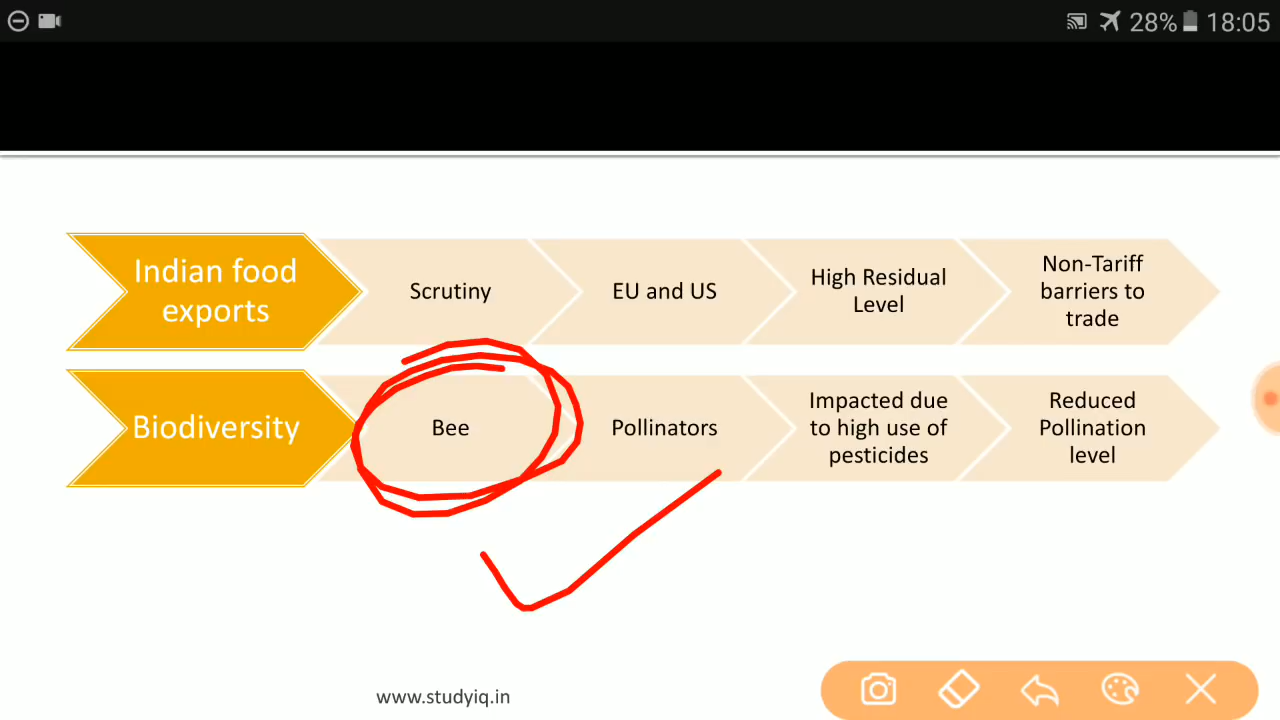 28% 18:05
Indian food
exports
Scrutiny
EU and US
High Residual
Level
Non-Tariff
barriers to
trade
Biodiversity
Bee
Pollinators
Impacted due
to high use of
pesticides
Reduced
Pollination
level
www.studyiq.in